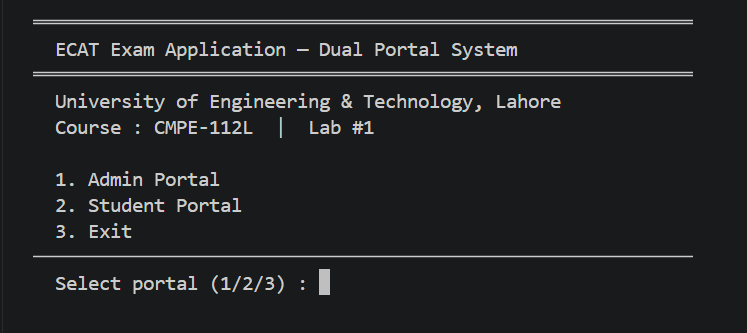 ECAT Exam Application — Dual Portal System
University of Engineering & Technology, Lahore
Course : CMPE-112L | Lab #1
1. Admin Portal
2. Student Portal
3. Exit
Select portal (1/2/3) :